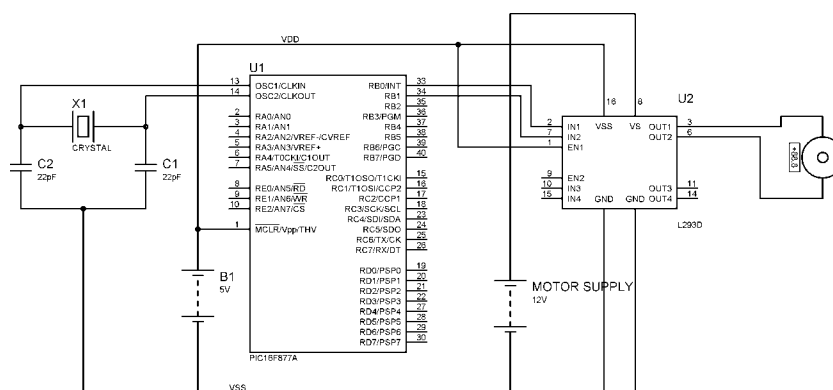 VDD
U1
13 OSC1/CLKIN RB0/INT 33
14 OSC2/CLKOUT RB1 34
RB2 35
2 RA0/AN0 RB3/PGM 36
3 RA1/AN1 RB4 37
4 RA2/AN2/VREF-/CVREF RB5 38
5 RA3/AN3/VREF+ RB6/PGC 39
6 RA4/T0CKI/C1OUT RB7/PGD 40
7 RA5/AN4/SS/C2OUT
RC0/T1OSO/T1CKI 15
8 RE0/AN5/RD RC1/T1OSI/CCP2 16
9 RE1/AN6/WR RC2/CCP1 17
10 RE2/AN7/CS RC3/SCK/SCL 18
RC4/SDI/SDA 23
1 MCLR/Vpp/THV RC5/SDO 24
RC6/TX/CK 25
RC7/RX/DT 26
RD0/PSP0 19
RD1/PSP1 20
RD2/PSP2 21
RD3/PSP3 22
RD4/PSP4 27
RD5/PSP5 28
RD6/PSP6 29
RD7/PSP7 30
PIC16F877A
X1
CRYSTAL
C2
22pF
C1
22pF
B1
5V
VSS
MOTOR SUPPLY
12V
U2
16 8
2 IN1 VSS VS OUT1 3
7 IN2 OUT2 6
1 EN1
9 EN2
10 IN3 OUT3 11
15 IN4 GND GND OUT4 14
L293D
+88.8